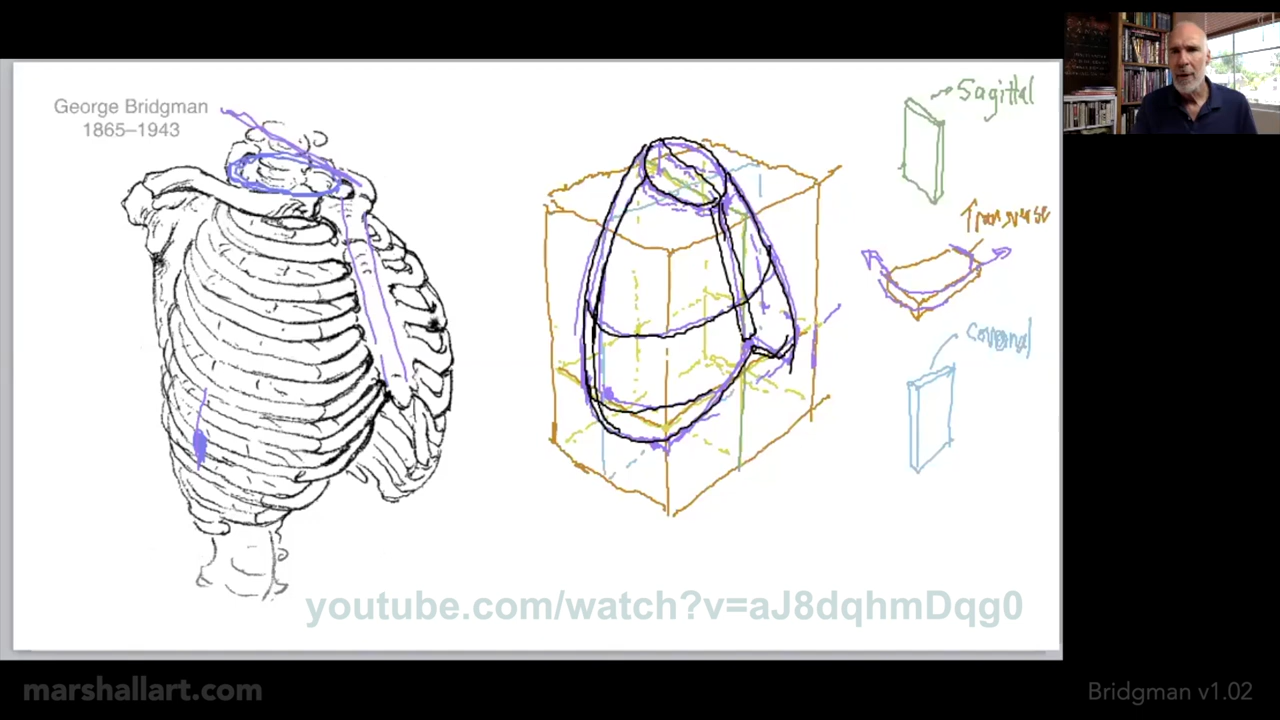 George Bridgman
1865–1943
Sagittal
Transverse
Coronal
youtube.com/watch?v=aJ8dqhmDqg0
marshallart.com
Bridgman v1.02